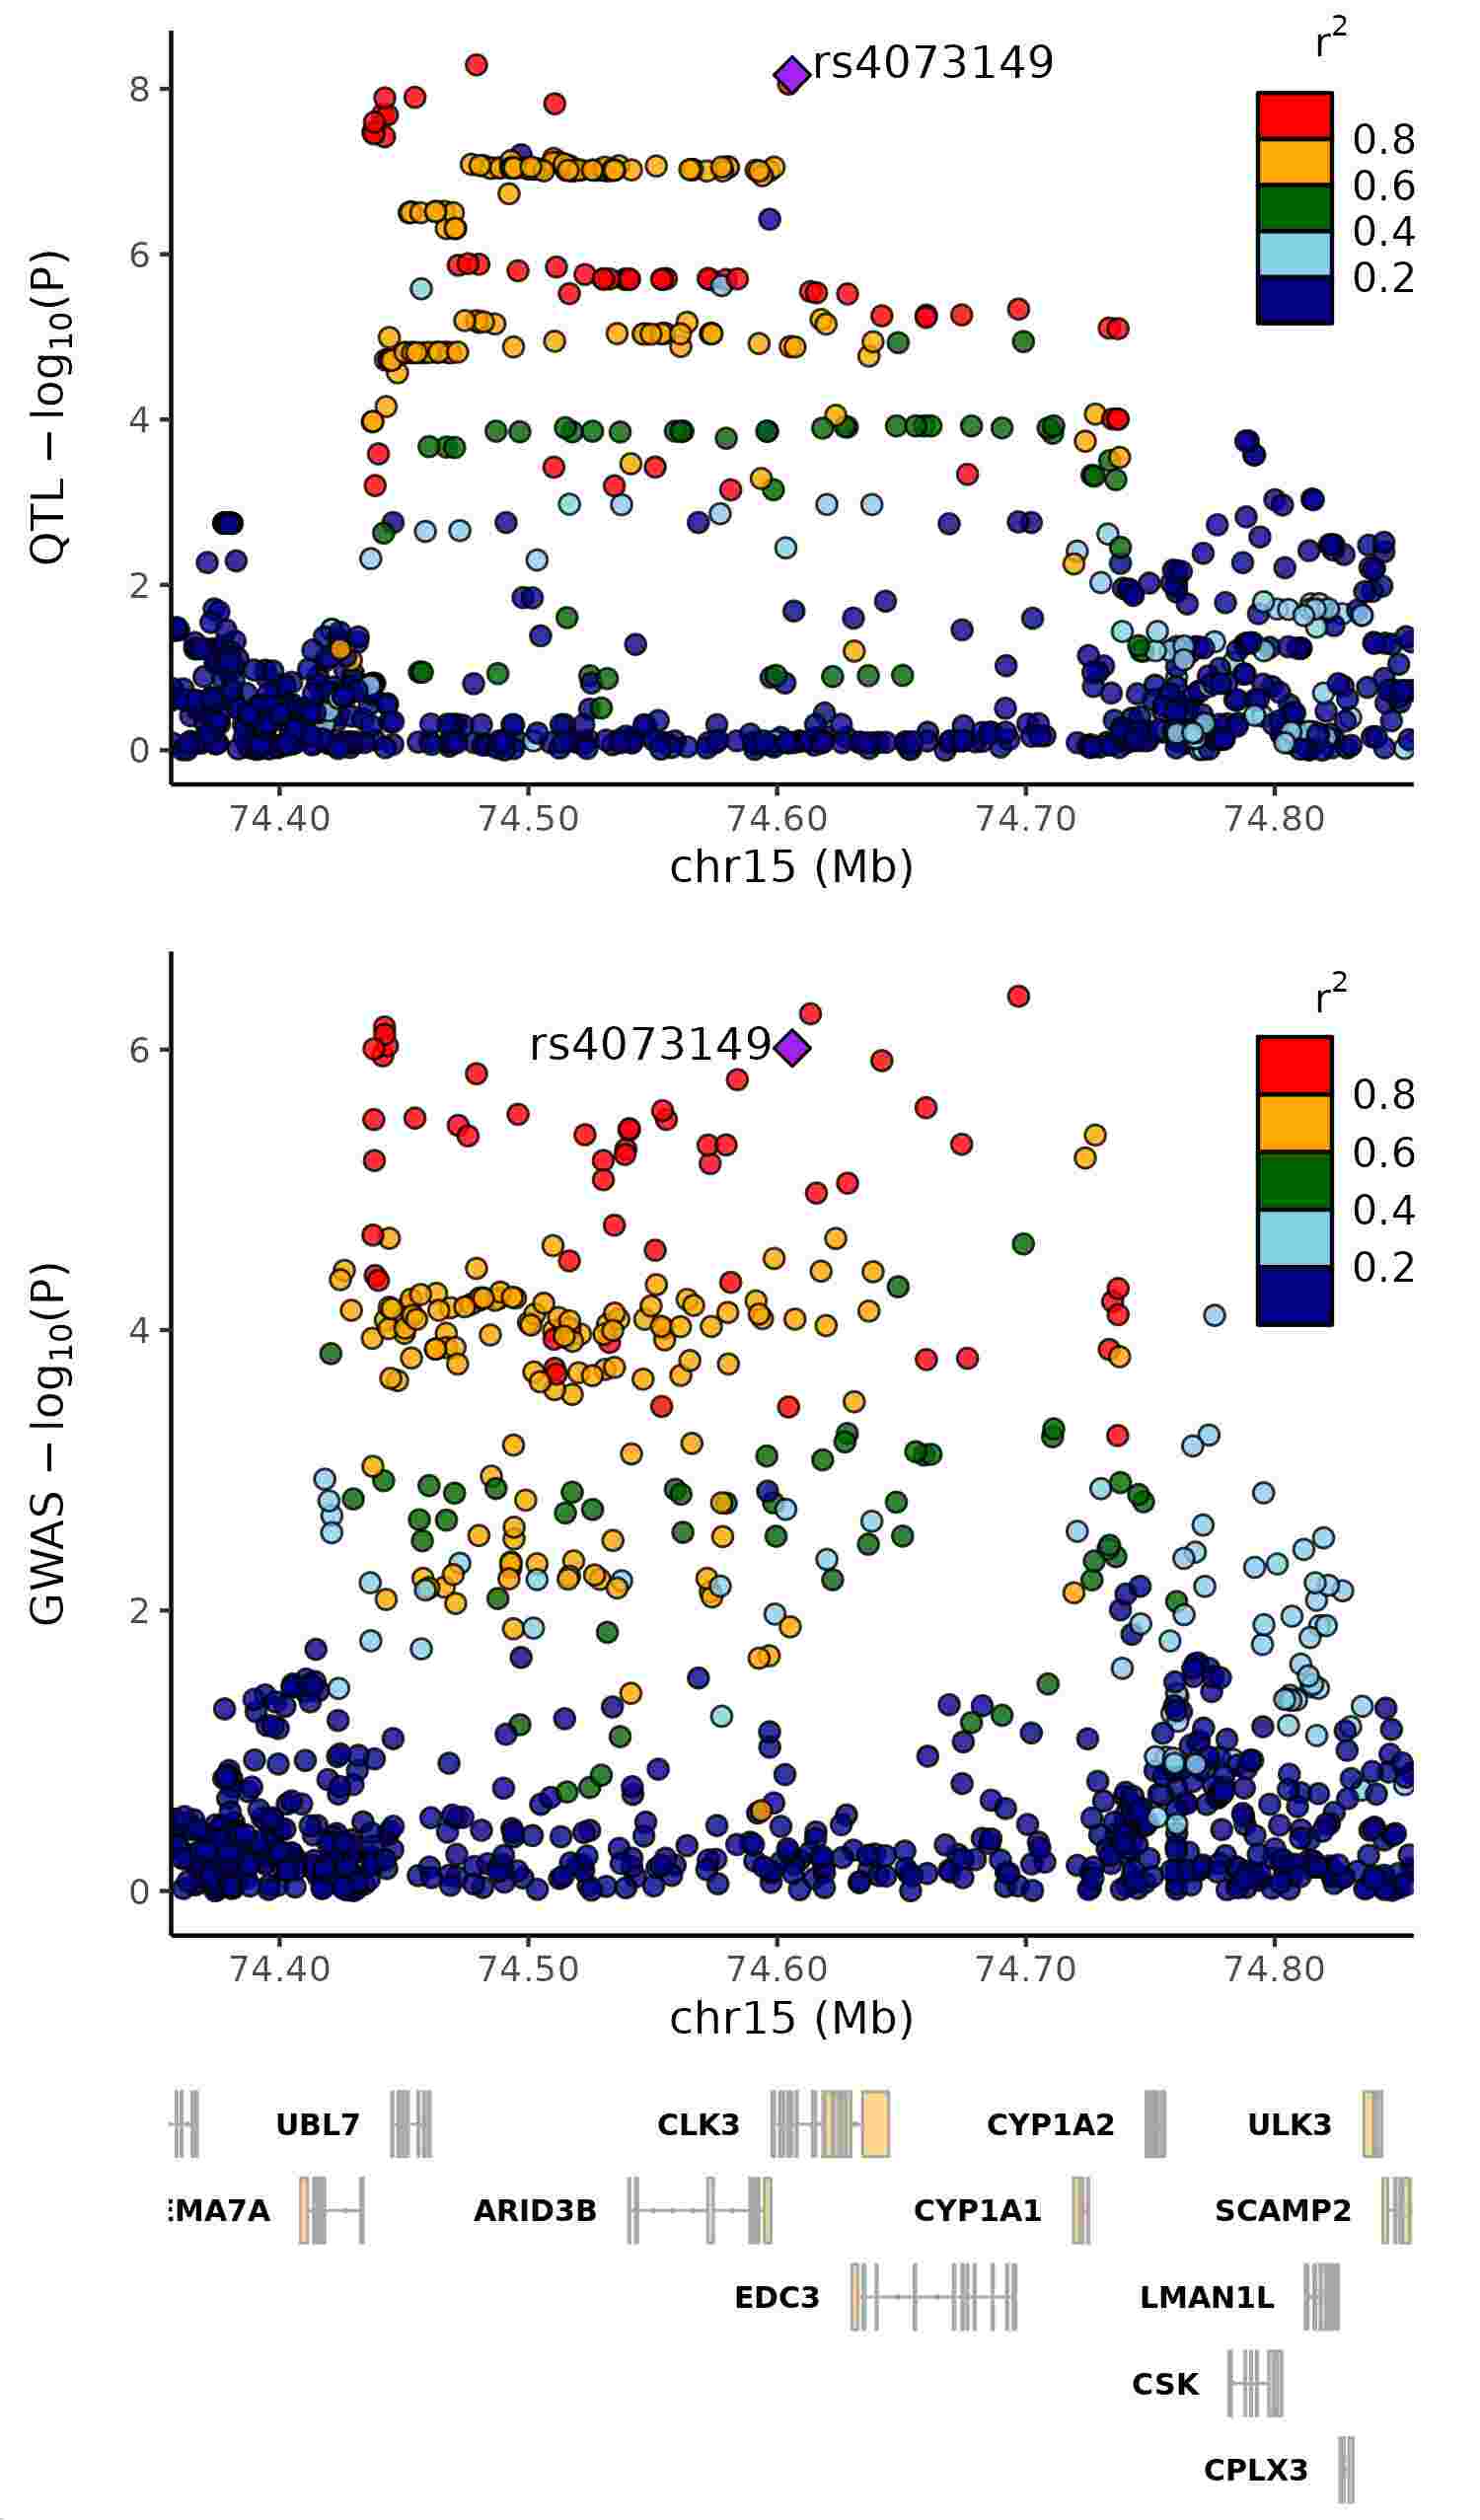 rs4073149
r²
8
6
4
2
0
0.8
0.6
0.4
0.2
QTL − log₁₀(P)
74.40 74.50 74.60 74.70 74.80
chr15 (Mb)
rs4073149
r²
6
4
2
0
0.8
0.6
0.4
0.2
GWAS − log₁₀(P)
74.40 74.50 74.60 74.70 74.80
chr15 (Mb)
UBL7 CLK3 CYP1A2 ULK3
EMA7A ARID3B CYP1A1 SCAMP2
EDC3 LMAN1L
CSK
CPLX3